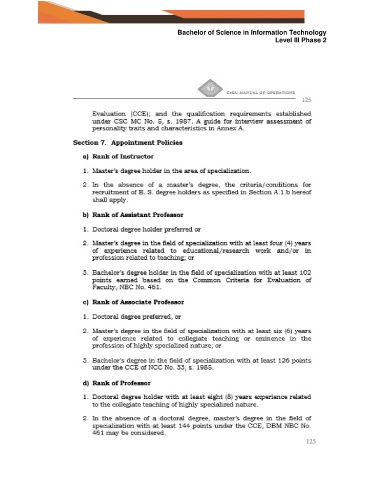 Bachelor of Science in Information Technology
Level III Phase 2
CMSU MANUAL OF OPERATIONS
125
Evaluation (CCE); and the qualification requirements established
under CSC MC No. 5, s. 1987. A guide for interview assessment of
personality traits and characteristics in Annex A.
Section 7. Appointment Policies
a) Rank of Instructor
1. Master's degree holder in the area of specialization.
2. In the absence of a master's degree, the criteria/conditions for
recruitment of B. S. degree holders as specified in Section A.1.b hereof
shall apply.
b) Rank of Assistant Professor
1. Doctoral degree holder preferred or
2. Master's degree in the field of specialization with at least four (4) years
of experience related to educational/research work and/or in
profession related to teaching; or
3. Bachelor's degree holder in the field of specialization with at least 102
points earned based on the Common Criteria for Evaluation of
Faculty, NBC No. 461.
c) Rank of Associate Professor
1. Doctoral degree preferred, or
2. Master's degree in the field of specialization with at least six (6) years
of experience related to collegiate teaching or eminence in the
profession of highly specialized nature; or
3. Bachelor's degree in the field of specialization with at least 126 points
under the CCE of NCC No. 33, s. 1985.
d) Rank of Professor
1. Doctoral degree holder with at least eight (8) years experience related
to the collegiate teaching of highly specialized nature.
2. In the absence of a doctoral degree, master's degree in the field of
specialization with at least 144 points under the CCE, DBM NBC No.
461 may be considered.
125